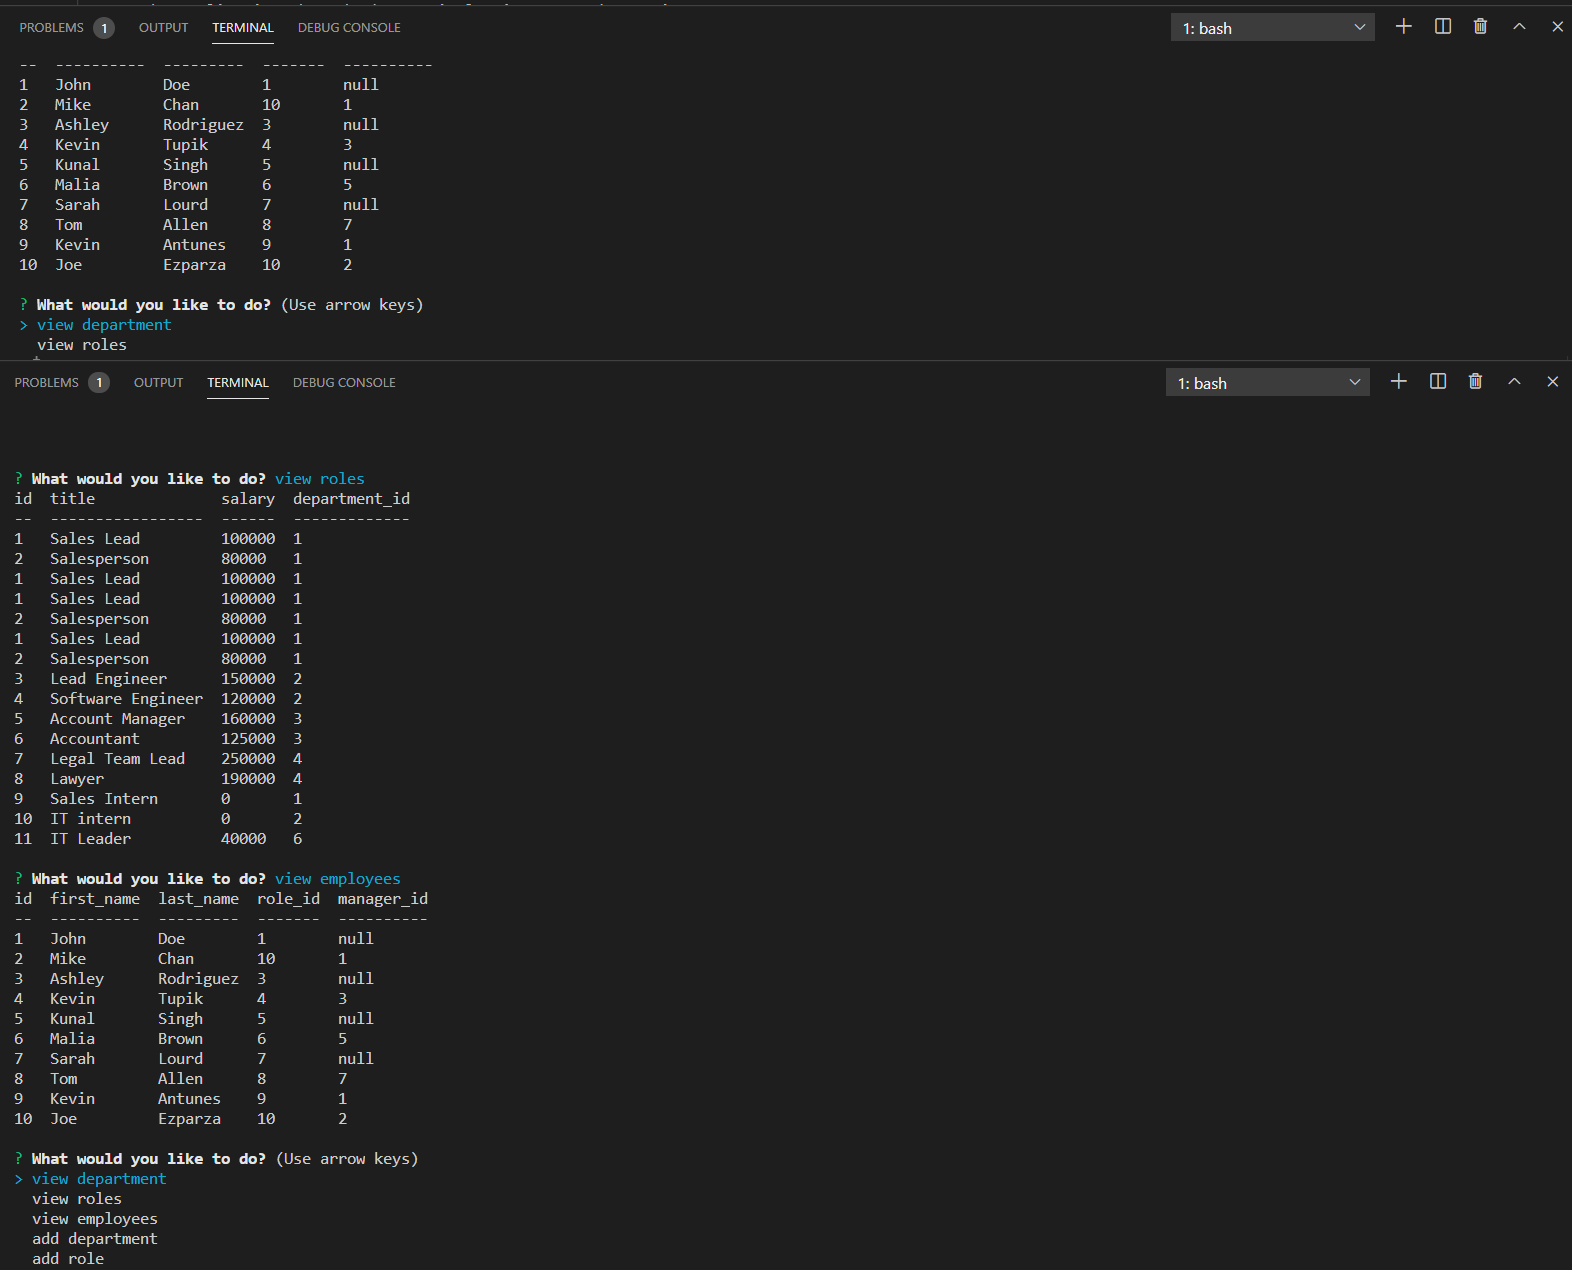 PROBLEMS 1 OUTPUT TERMINAL DEBUG CONSOLE 1: bash
-- ---------- --------- ------- ----------
1 John Doe 1 null
2 Mike Chan 10 1
3 Ashley Rodriguez 3 null
4 Kevin Tupik 4 3
5 Kunal Singh 5 null
6 Malia Brown 6 5
7 Sarah Lourd 7 null
8 Tom Allen 8 7
9 Kevin Antunes 9 1
10 Joe Ezparza 10 2
? What would you like to do? (Use arrow keys)
> view department
view roles
PROBLEMS 1 OUTPUT TERMINAL DEBUG CONSOLE 1: bash
? What would you like to do? view roles
id title salary department_id
-- ----------------- ------ -------------
1 Sales Lead 100000 1
2 Salesperson 80000 1
1 Sales Lead 100000 1
1 Sales Lead 100000 1
2 Salesperson 80000 1
1 Sales Lead 100000 1
2 Salesperson 80000 1
3 Lead Engineer 150000 2
4 Software Engineer 120000 2
5 Account Manager 160000 3
6 Accountant 125000 3
7 Legal Team Lead 250000 4
8 Lawyer 190000 4
9 Sales Intern 0 1
10 IT intern 0 2
11 IT Leader 40000 6
? What would you like to do? view employees
id first_name last_name role_id manager_id
-- ---------- --------- ------- ----------
1 John Doe 1 null
2 Mike Chan 10 1
3 Ashley Rodriguez 3 null
4 Kevin Tupik 4 3
5 Kunal Singh 5 null
6 Malia Brown 6 5
7 Sarah Lourd 7 null
8 Tom Allen 8 7
9 Kevin Antunes 9 1
10 Joe Ezparza 10 2
? What would you like to do? (Use arrow keys)
> view department
view roles
view employees
add department
add role